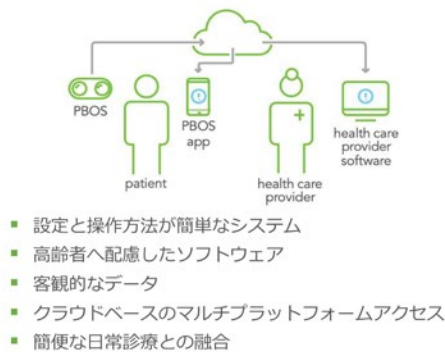 PBOS
PBOS
app
patient
health care
provider
health care
provider
software
設定と操作方法が簡単なシステム
高齢者へ配慮したソフトウェア
客観的なデータ
クラウドベースのマルチプラットフォームアクセス
簡便な日常診療との融合